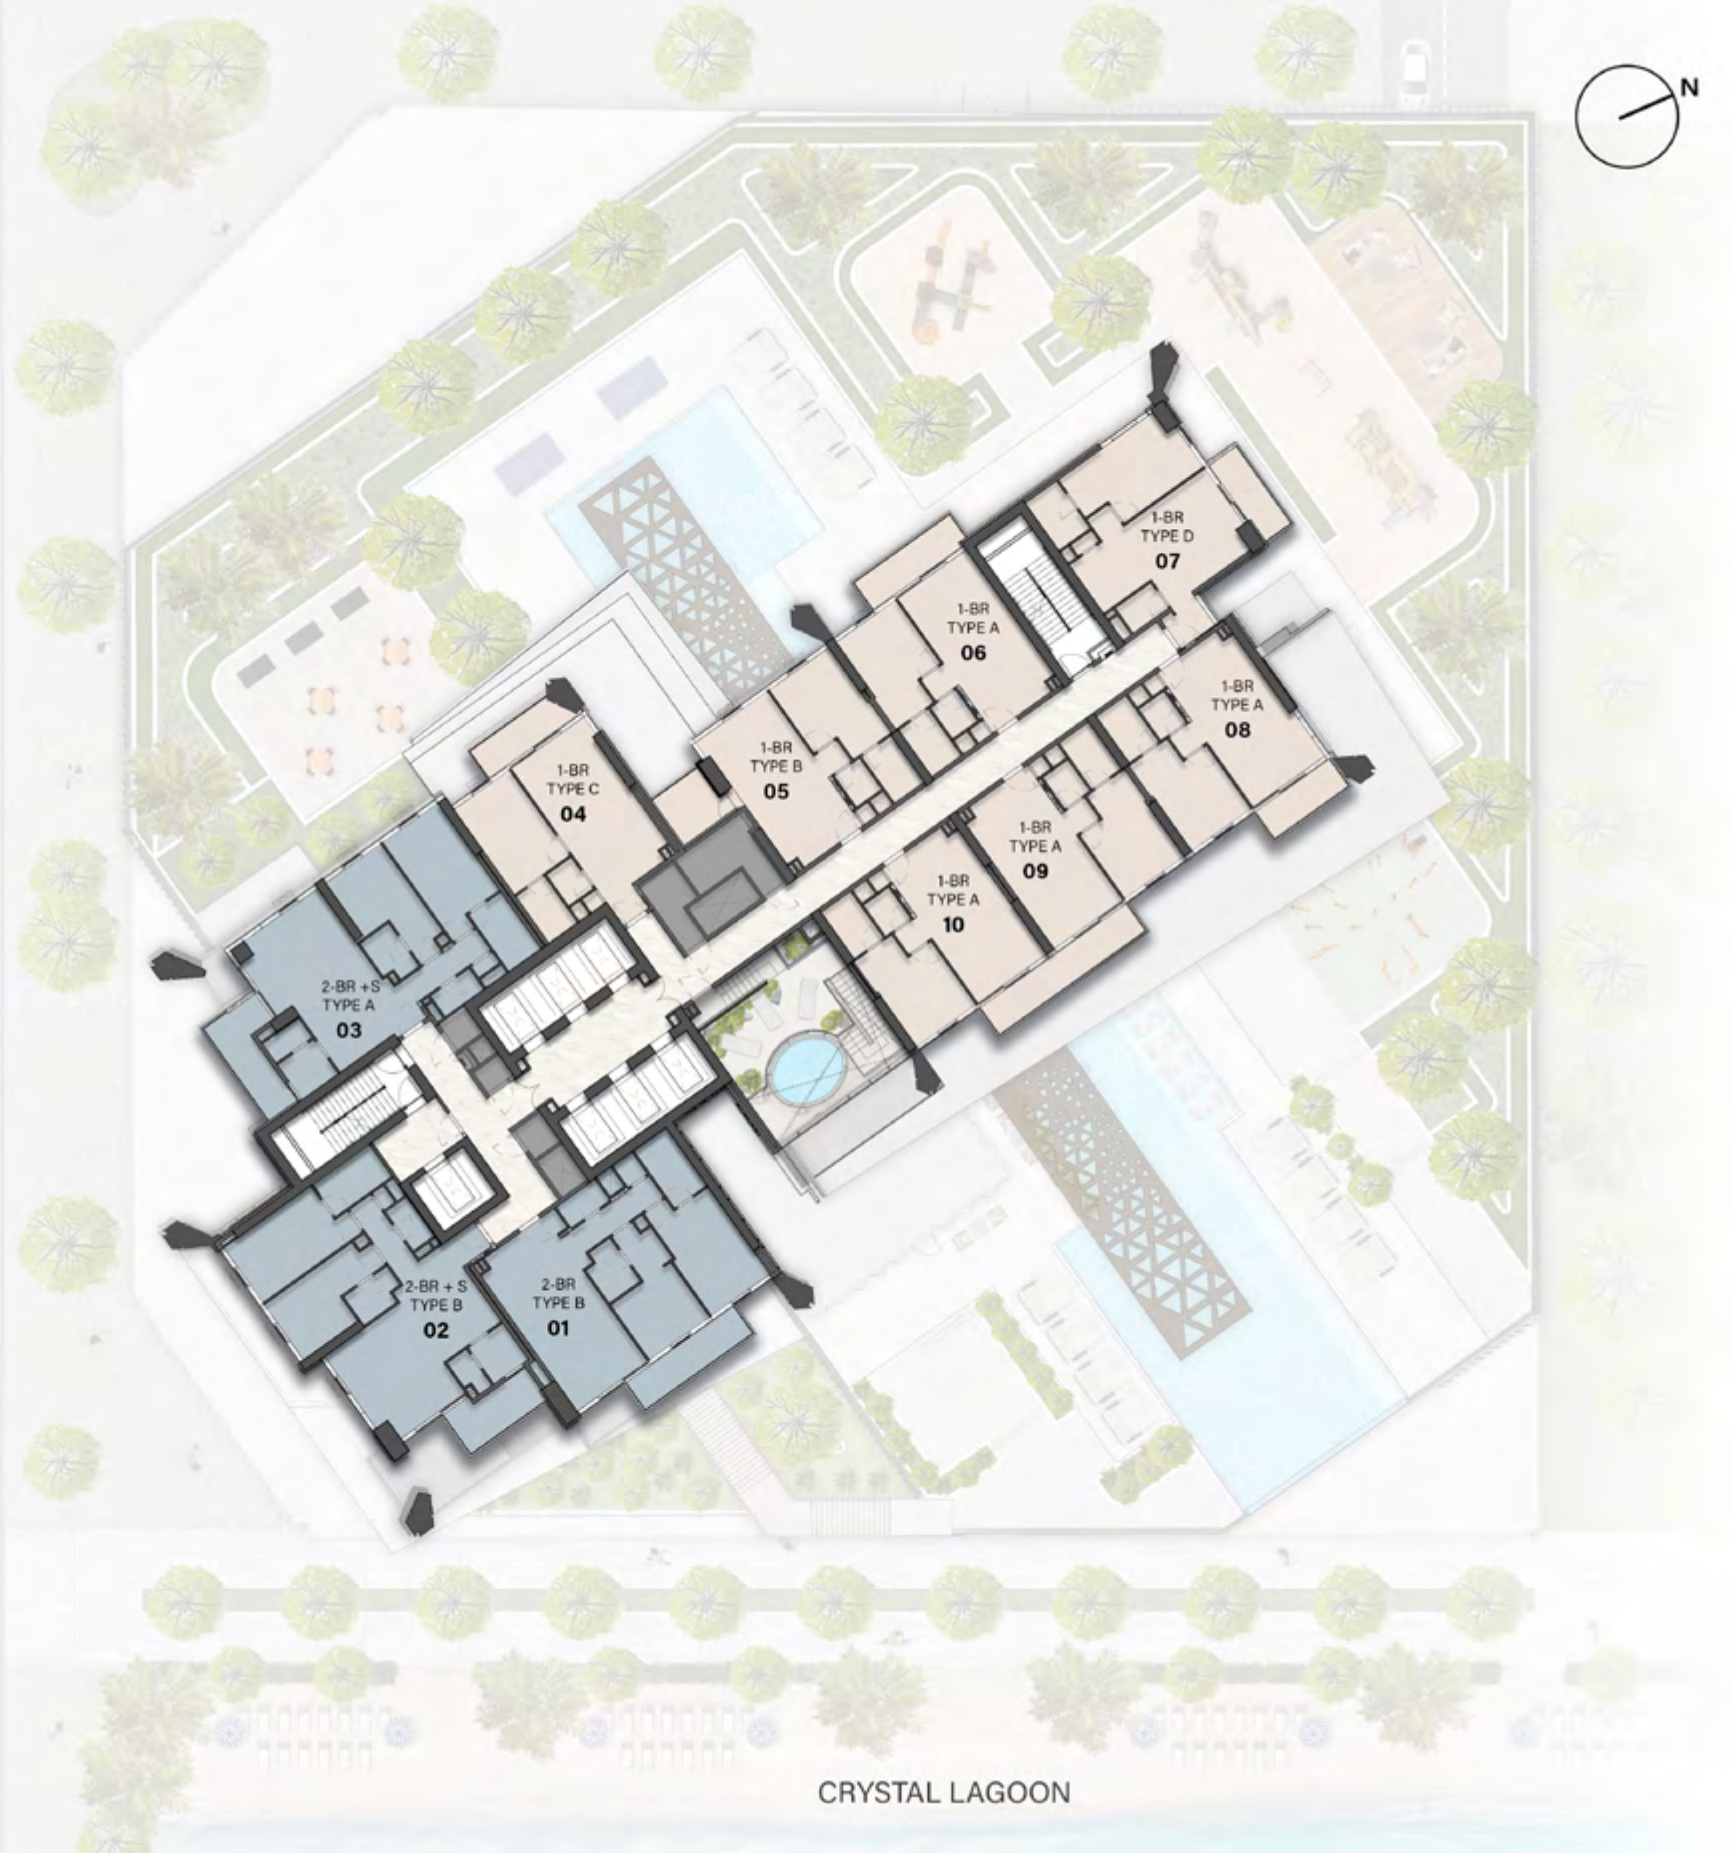 N
1-BR
TYPE D
07
1-BR
TYPE A
06
1-BR
TYPE A
08
1-BR
TYPE B
05
1-BR
TYPE C
04
1-BR
TYPE A
09
1-BR
TYPE A
10
2-BR +S
TYPE A
03
2-BR + S
TYPE B
02
2-BR
TYPE B
01
CRYSTAL LAGOON